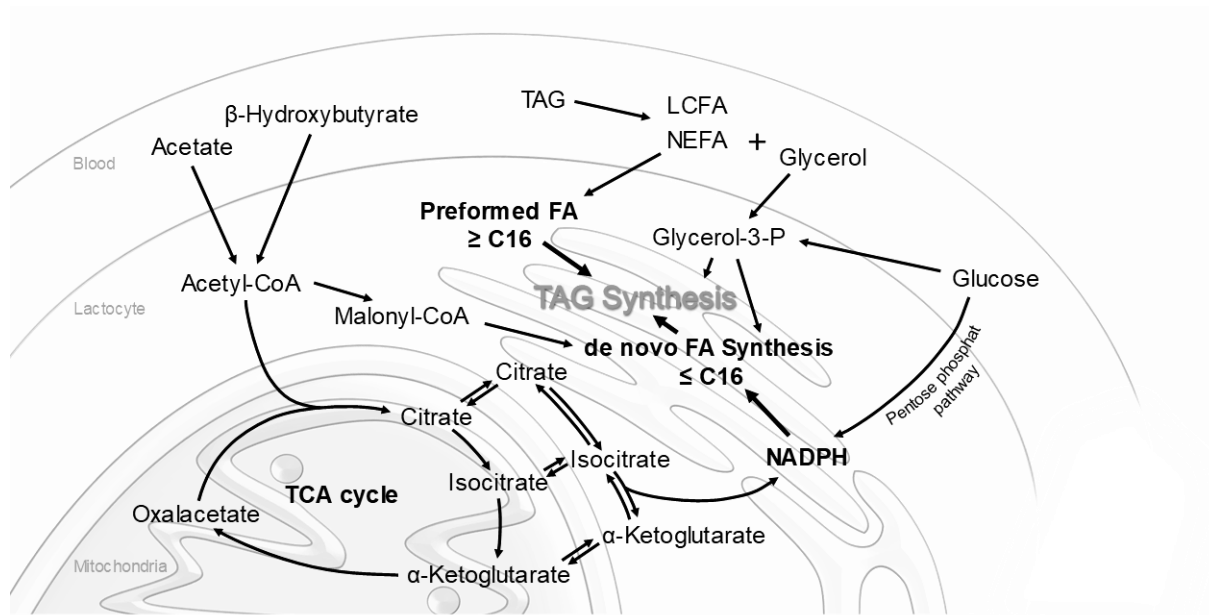 TAG
LCFA
NEFA
+
Glycerol
β-Hydroxybutyrate
Acetate
Blood
Preformed FA
≥ C16
Glycerol-3-P
Glucose
Acetyl-CoA
Lactocyte
TAG Synthesis
Malonyl-CoA
de novo FA Synthesis
≤ C16
Pentose phosphat
pathway
Citrate
Citrate
Isocitrate
NADPH
Isocitrate
TCA cycle
Oxalacetate
α-Ketoglutarate
Mitochondria
α-Ketoglutarate